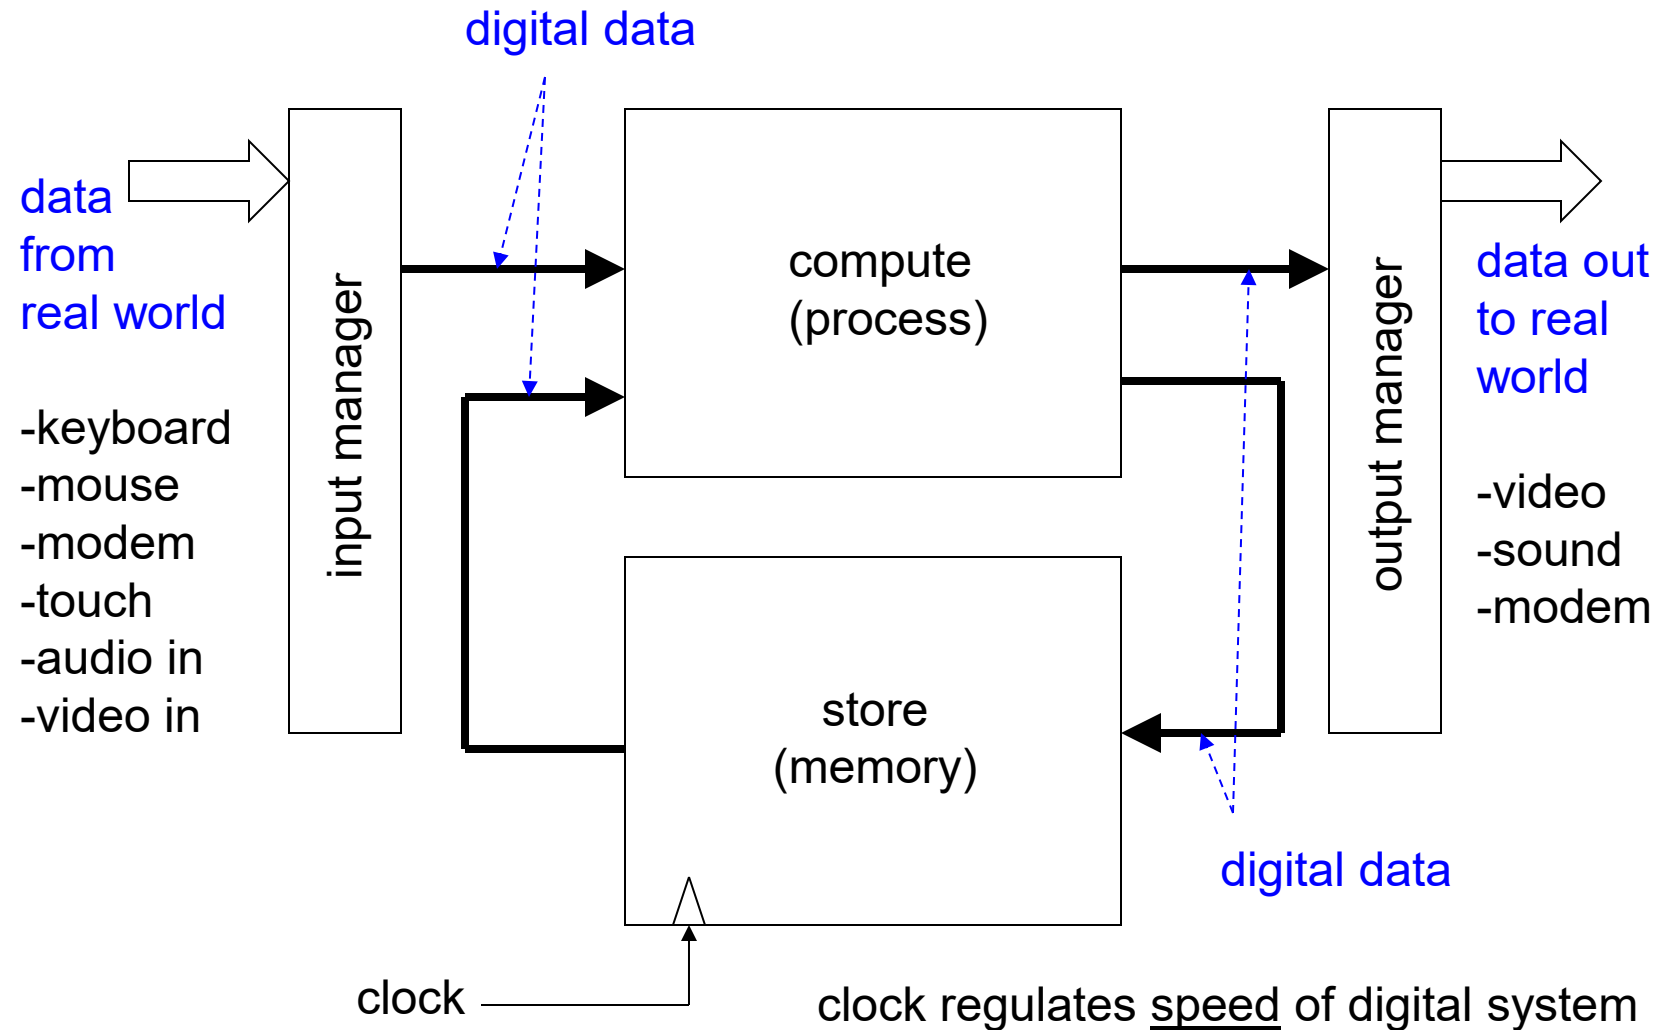 digital data
data
from
real world
-keyboard
-mouse
-modem
-touch
-audio in
-video in
input manager
compute
(process)
store
(memory)
output manager
data out
to real
world
-video
-sound
-modem
digital data
clock
clock regulates speed of digital system